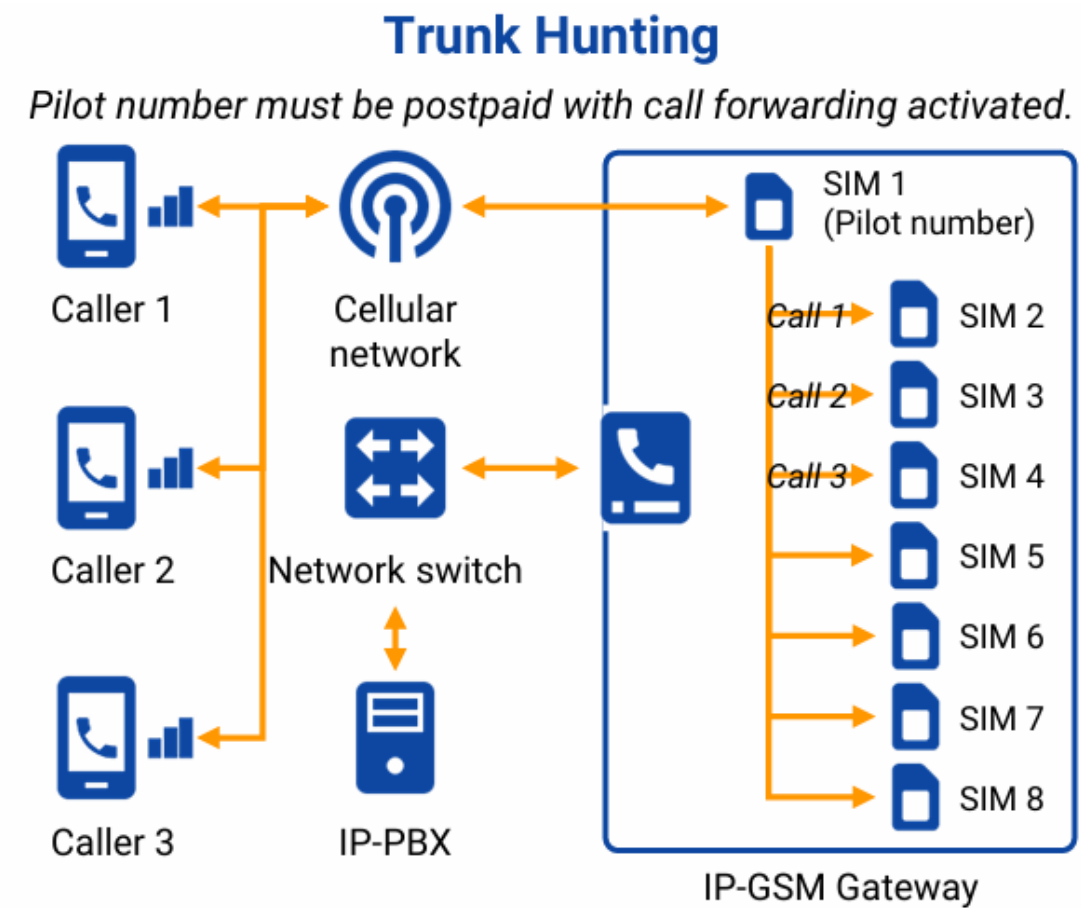 Trunk Hunting
Pilot number must be postpaid with call forwarding activated.
SIM 1
(Pilot number)
Caller 1
Cellular
network
Call 1
SIM 2
Call 2
SIM 3
Call 3
SIM 4
Caller 2
Network switch
SIM 5
SIM 6
SIM 7
SIM 8
Caller 3
IP-PBX
IP-GSM Gateway